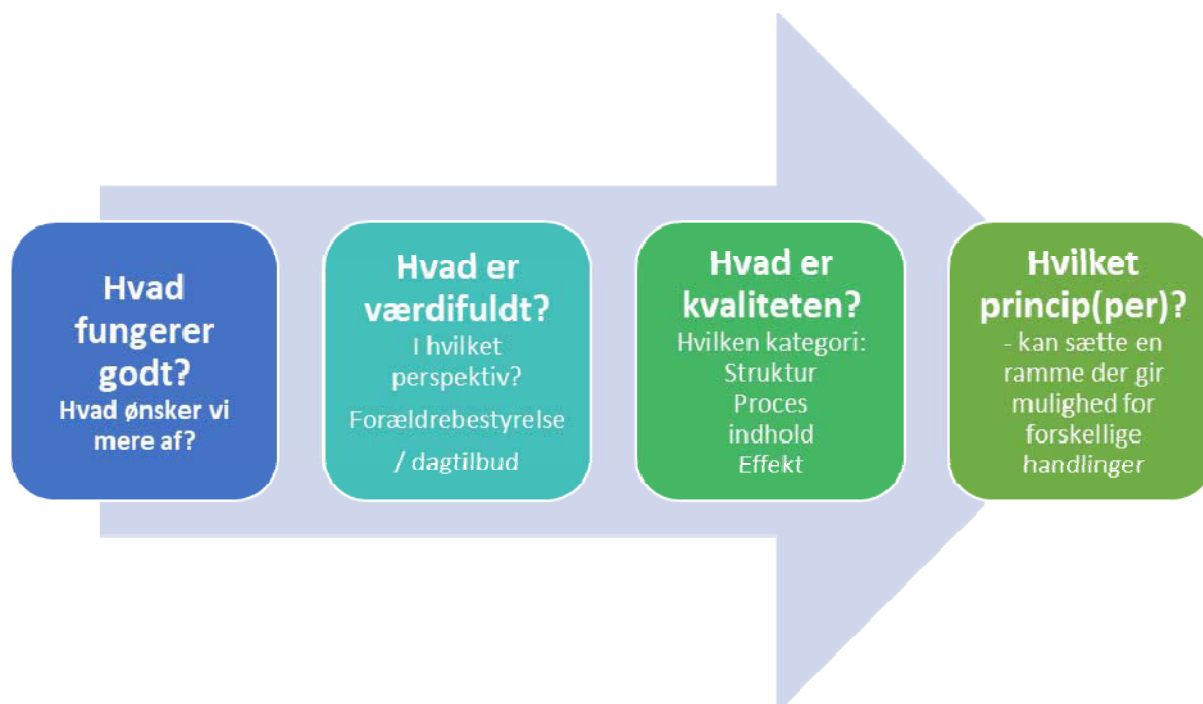 Hvad
fungerer
godt?
Hvad ønsker vi
mere af?
Hvad er
værdifuldt?
I hvilket
perspektiv?
Forældrebestyrelse
/ dagtilbud
Hvad er
kvaliteten?
Hvilken kategori:
Struktur
Proces
indhold
Effekt
Hvilket
princip(per)?
- kan sætte en
ramme der gir
mulighed for
forskellige
handlinger